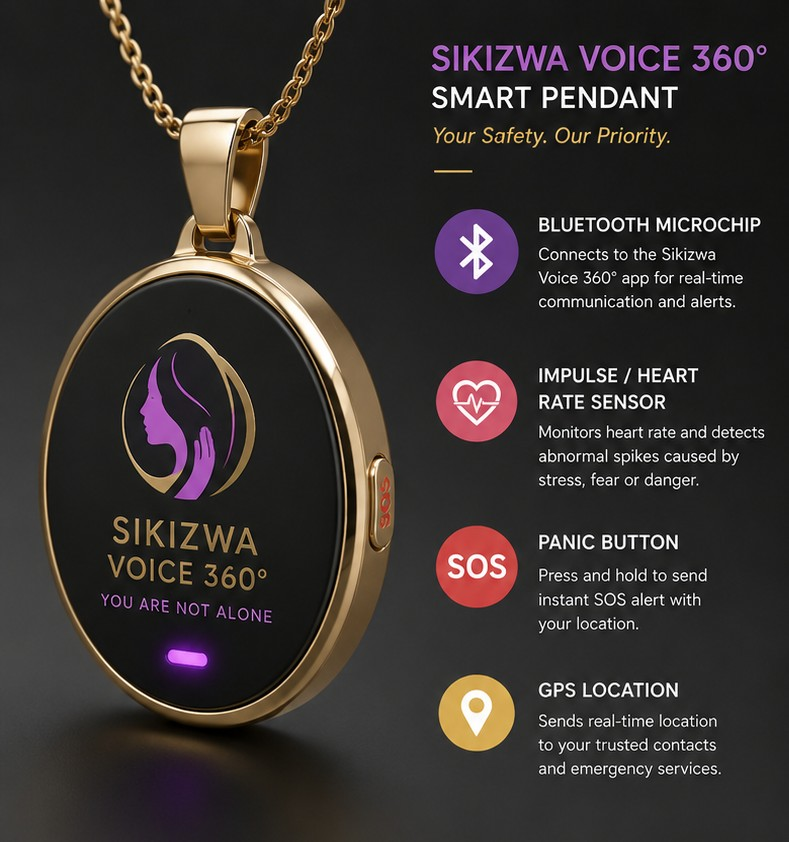 SIKIZWA VOICE 360°
SMART PENDANT
Your Safety. Our Priority.
BLUETOOTH MICROCHIP
Connects to the Sikizwa
Voice 360° app for real-time
communication and alerts.
IMPULSE / HEART
RATE SENSOR
Monitors heart rate and detects
abnormal spikes caused by
stress, fear or danger.
SOS
PANIC BUTTON
Press and hold to send
instant SOS alert with
your location.
GPS LOCATION
Sends real-time location
to your trusted contacts
and emergency services.
SIKIZWA
VOICE 360°
YOU ARE NOT ALONE
SOS